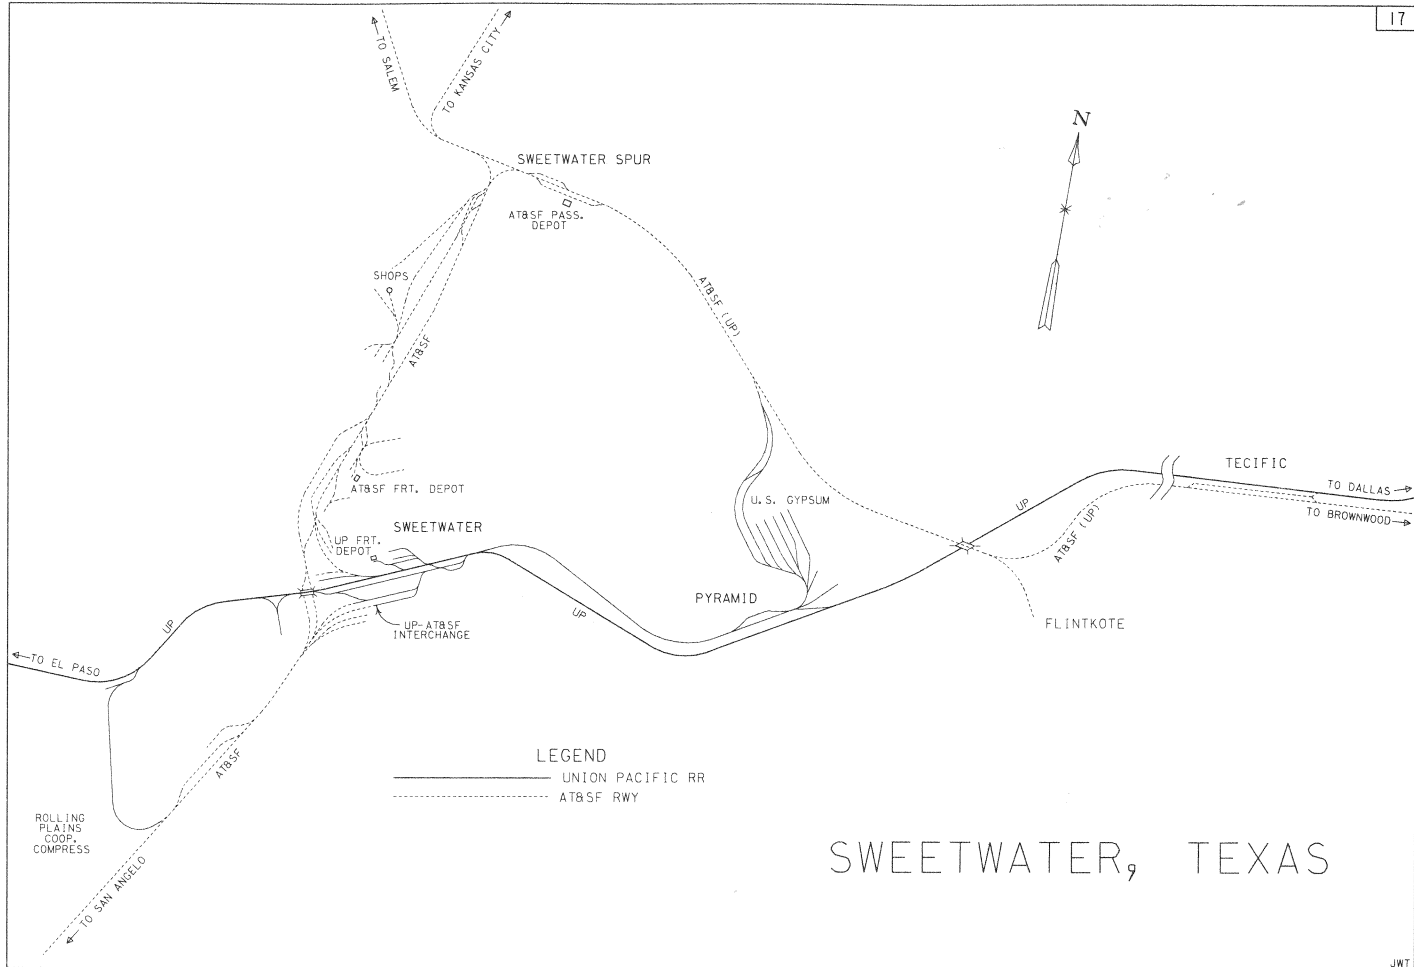 17
TO SALEM
TO KANSAS CITY
N
SWEETWATER SPUR
AT&SF PASS.
DEPOT
SHOPS
AT&SF (UP)
AT&SF
TECIFIC
TO DALLAS
TO BROWNWOOD
AT&SF FRT. DEPOT
U.S. GYPSUM
UP
AT&SF (UP)
SWEETWATER
UP FRT.
DEPOT
PYRAMID
UP
FLINTKOTE
UP
UP-AT&SF
INTERCHANGE
TO EL PASO
AT&SF
LEGEND
UNION PACIFIC RR
AT&SF RWY
ROLLING
PLAINS
COOP.
COMPRESS
TO SAN ANGELO
SWEETWATER, TEXAS
JWT